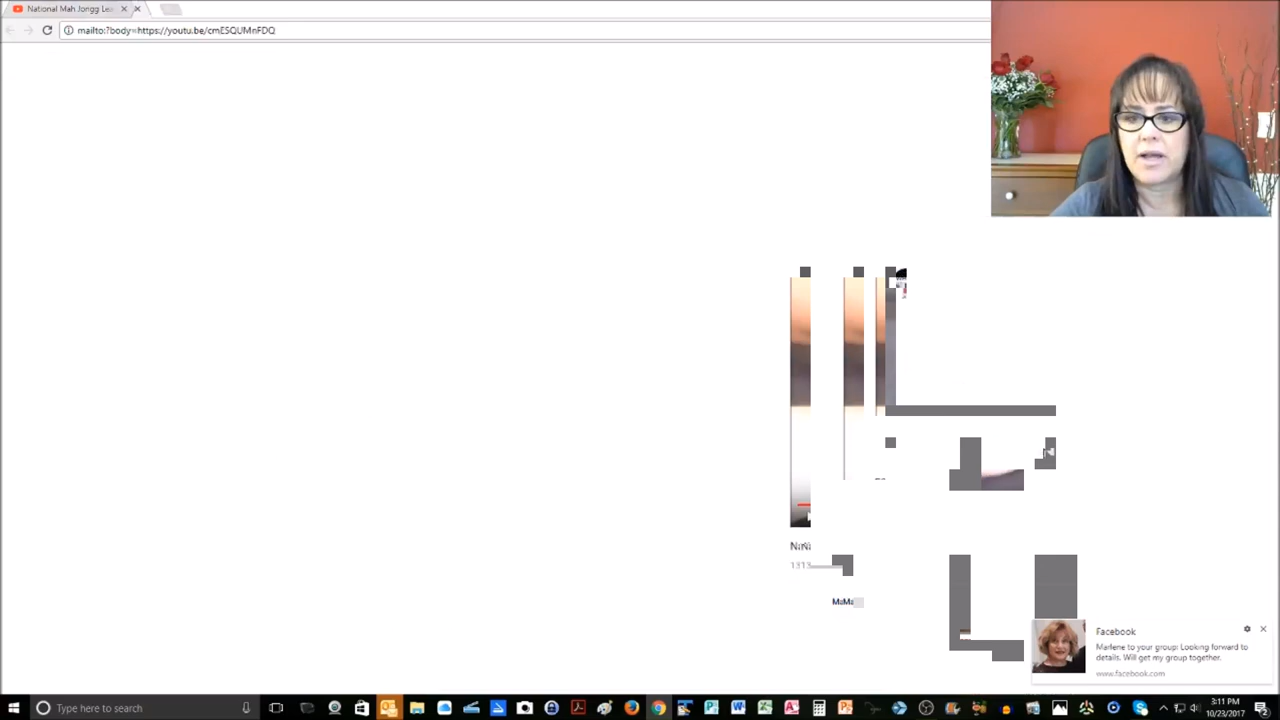 National Mah Jongg Lea
mailto:?body=https://youtu.be/cmESQUMnFDQ
NiNi
1313
MaMa
Facebook
Marlene to your group: Looking forward to
details. Will get my group together.
www.facebook.com
Type here to search
3:11 PM
10/23/2017